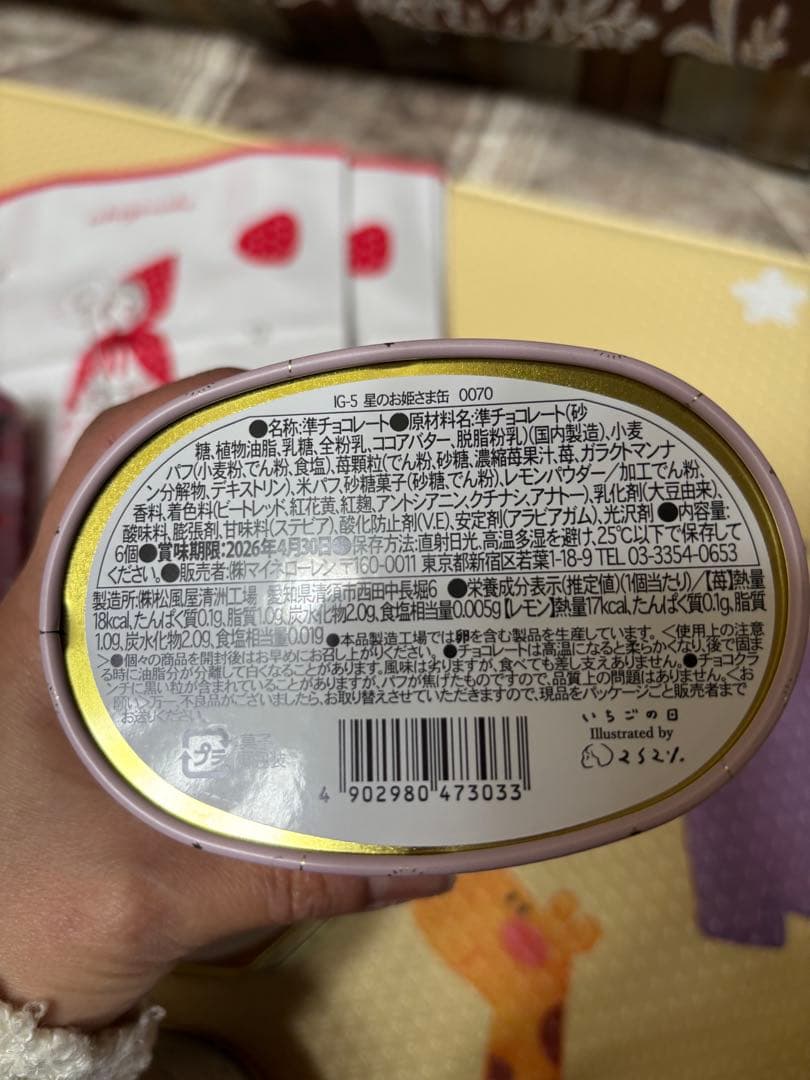 IG-5 星のお姫さま缶 0070
●名称:準チョコレート●原材料名:準チョコレート(砂
糖、植物油脂、乳糖、全粉乳、ココアバター、脱脂粉乳)(国内製造)、小麦
パフ(小麦粉、でん粉、食塩)、苺顆粒(でん粉、砂糖、濃縮苺果汁、苺、ガラクトマンナ
ン分解物、デキストリン)、米パフ、砂糖菓子(砂糖、でん粉)、レモンパウダー/加工でん粉、
香料、着色料(ビートレッド、紅花黄、紅麹、アントシアニン、クチナシ、アナトー)、乳化剤(大豆由来)、
酸味料、膨張剤、甘味料(ステビア)、酸化防止剤(V.E)、安定剤(アラビアガム)、光沢剤 ●内容量:
6個●賞味期限:2026年4月30日●保存方法:直射日光、高温多湿を避け、25℃以下で保存して
ください。●販売者:㈱マイネローレン 〒160-0011 東京都新宿区若葉1-18-9 TEL 03-3354-0653
製造所:㈱松風屋清洲工場 愛知県清須市西田中長堀6 ●栄養成分表示(推定値)(1個当たり)/【苺】熱量
18kcal、たんぱく質0.1g、脂質1.0g、炭水化物2.0g、食塩相当量0.005g【レモン】熱量17kcal、たんぱく質0.1g、脂質
1.0g、炭水化物2.0g、食塩相当量0.019 ●本品製造工場では卵を含む製品を生産しています。<使用上の注意
>●個々の商品を開封後はお早めにお召し上がりください。●チョコレートは高温になると柔らかくなり、後で固ま
る時に油脂分が分離して白くなることがあります。風味は劣りますが、食べても差し支えありません。●チョコクラ
ンチに黒い粒が含まれていることがありますが、パフが焦げたものですので、品質上の問題はありません。<お
願い>万一、不良品がございましたら、お取り替えさせていただきますので、現品をパッケージごと販売者まで
お送りください。
プラ
いちごの日
Illustrated by
4 902980 473033